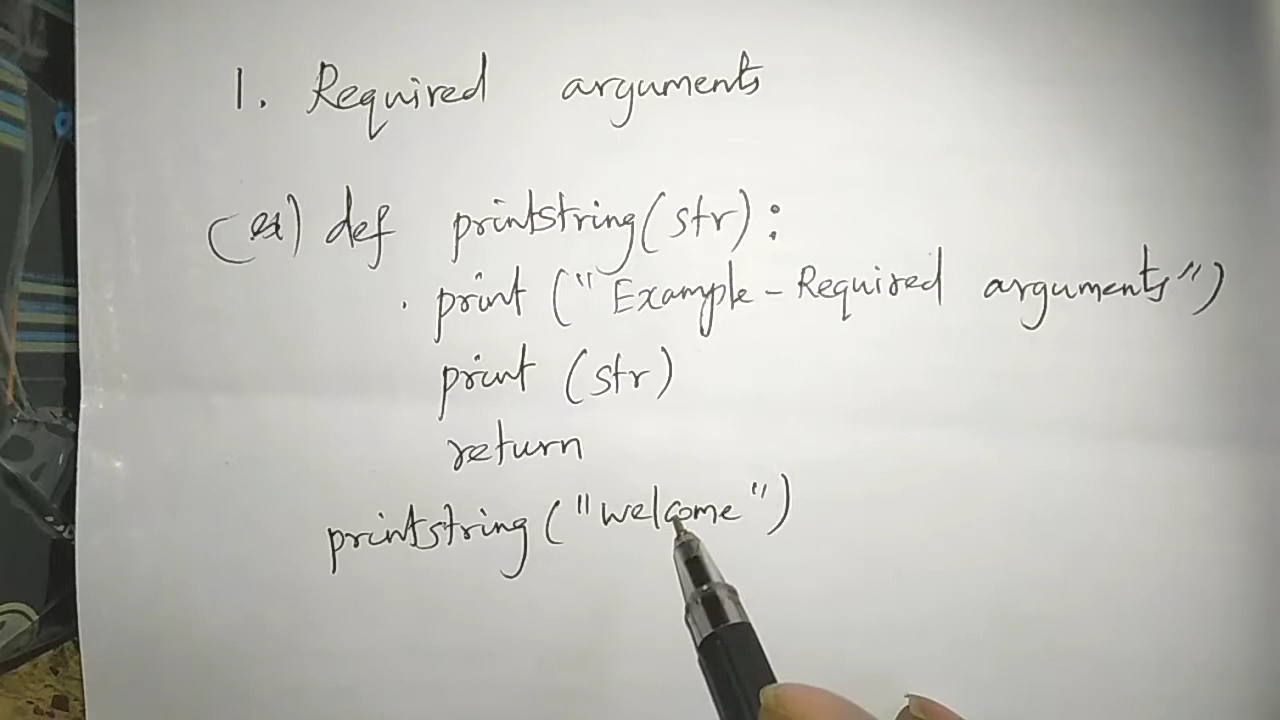 1. Required arguments
(ex) def printstring(str):
print ("Example - Required arguments")
print (str)
return
printstring ("welcome")